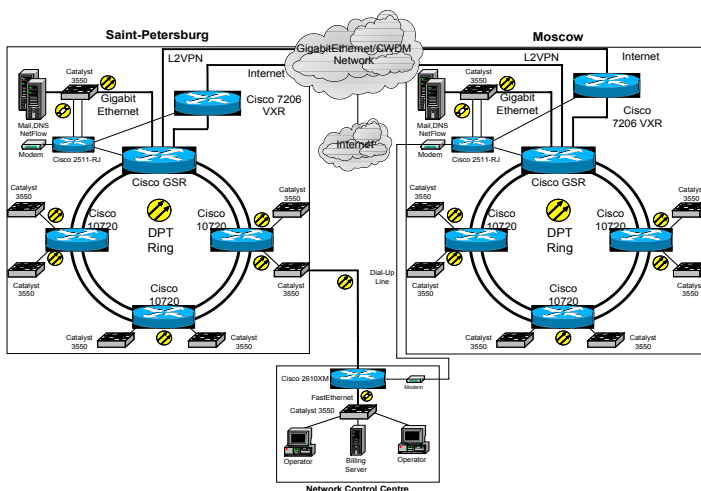 Saint-Petersburg
Moscow
GigabitEthernet/CWDM
Network
L2VPN
Internet
L2VPN
Internet
Catalyst
3550
Gigabit
Ethernet
Mail,DNS
NetFlow
Modem
Cisco 2511-RJ
Cisco 7206
VXR
Cisco GSR
Internet
Catalyst
3550
Gigabit
Ethernet
Mail,DNS
NetFlow
Modem
Cisco 2511-RJ
Cisco
7206 VXR
Cisco GSR
Catalyst
3550
Cisco
10720
DPT
Ring
Cisco
10720
Catalyst
3550
Catalyst
3550
Cisco
10720
Catalyst
3550
Catalyst
3550
Catalyst
3550
Dial-Up
Line
Catalyst
3550
Cisco
10720
DPT
Ring
Cisco
10720
Catalyst
3550
Catalyst
3550
Cisco
10720
Catalyst
3550
Catalyst
3550
Catalyst
3550
Cisco 2610XM
Modem
FastEthernet
Catalyst 3550
Operator
Billing
Server
Operator
Network Control Centre